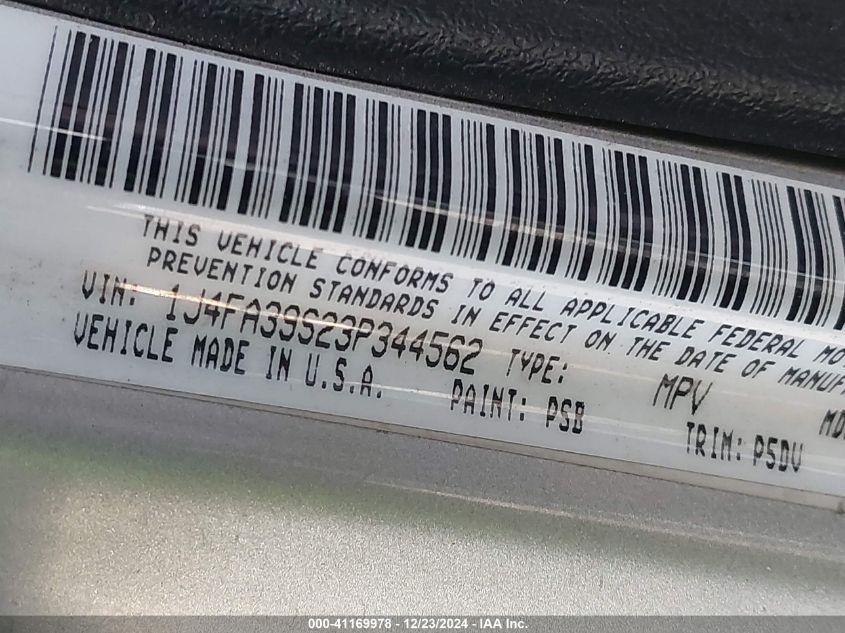 THIS VEHICLE CONFORMS TO ALL APPLICABLE FEDERAL MO
PREVENTION STANDARDS IN EFFECT ON THE DATE OF MANUF
VIN: 1J4FA39S23P344562 TYPE: MPV MD
VEHICLE MADE IN U.S.A. PAINT: PSB TRIM: P5DV
000-41169978 - 12/23/2024 - IAA Inc.